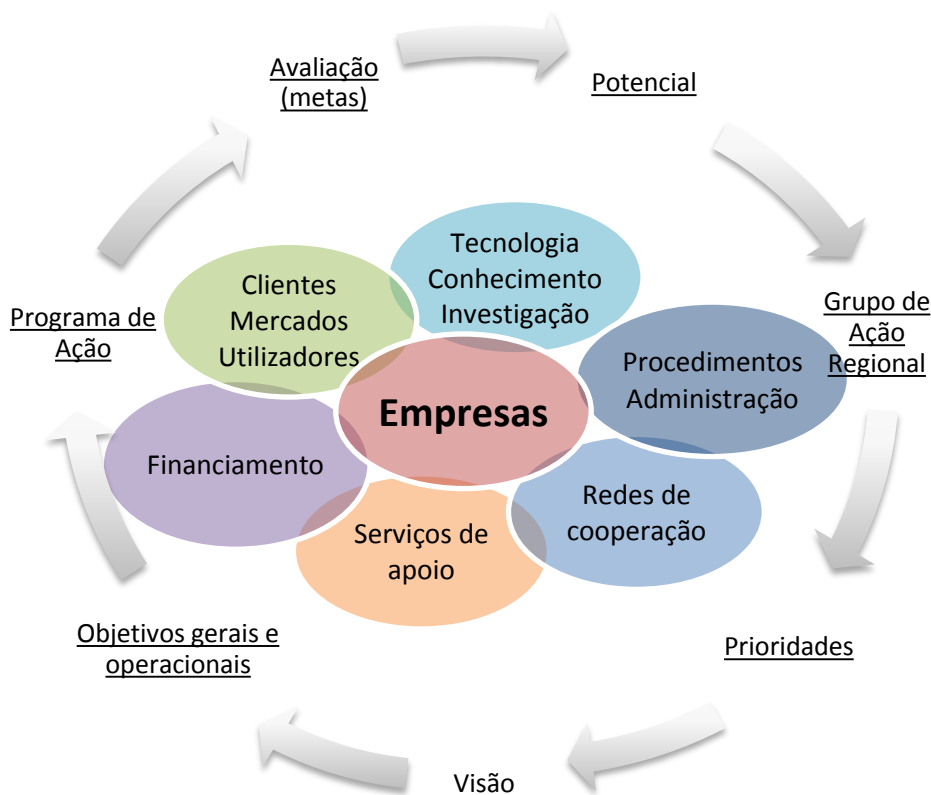 Avaliação
(metas)
Potencial
Tecnologia
Conhecimento
Investigação
Clientes
Mercados
Utilizadores
Programa de
Ação
Grupo de
Ação
Regional
Procedimentos
Administração
Empresas
Financiamento
Redes de
cooperação
Serviços de
apoio
Objetivos gerais e
operacionais
Prioridades
Visão